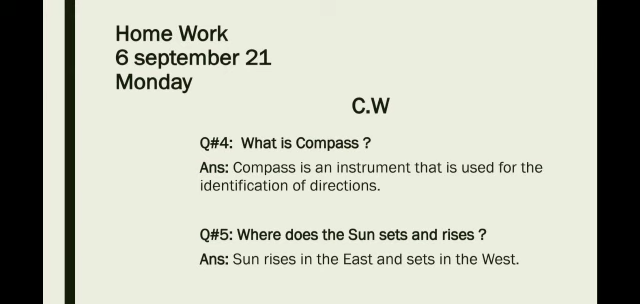 Home Work
6 september 21
Monday
C.W
Q#4: What is Compass ?
Ans: Compass is an instrument that is used for the
identification of directions.
Q#5: Where does the Sun sets and rises ?
Ans: Sun rises in the East and sets in the West.